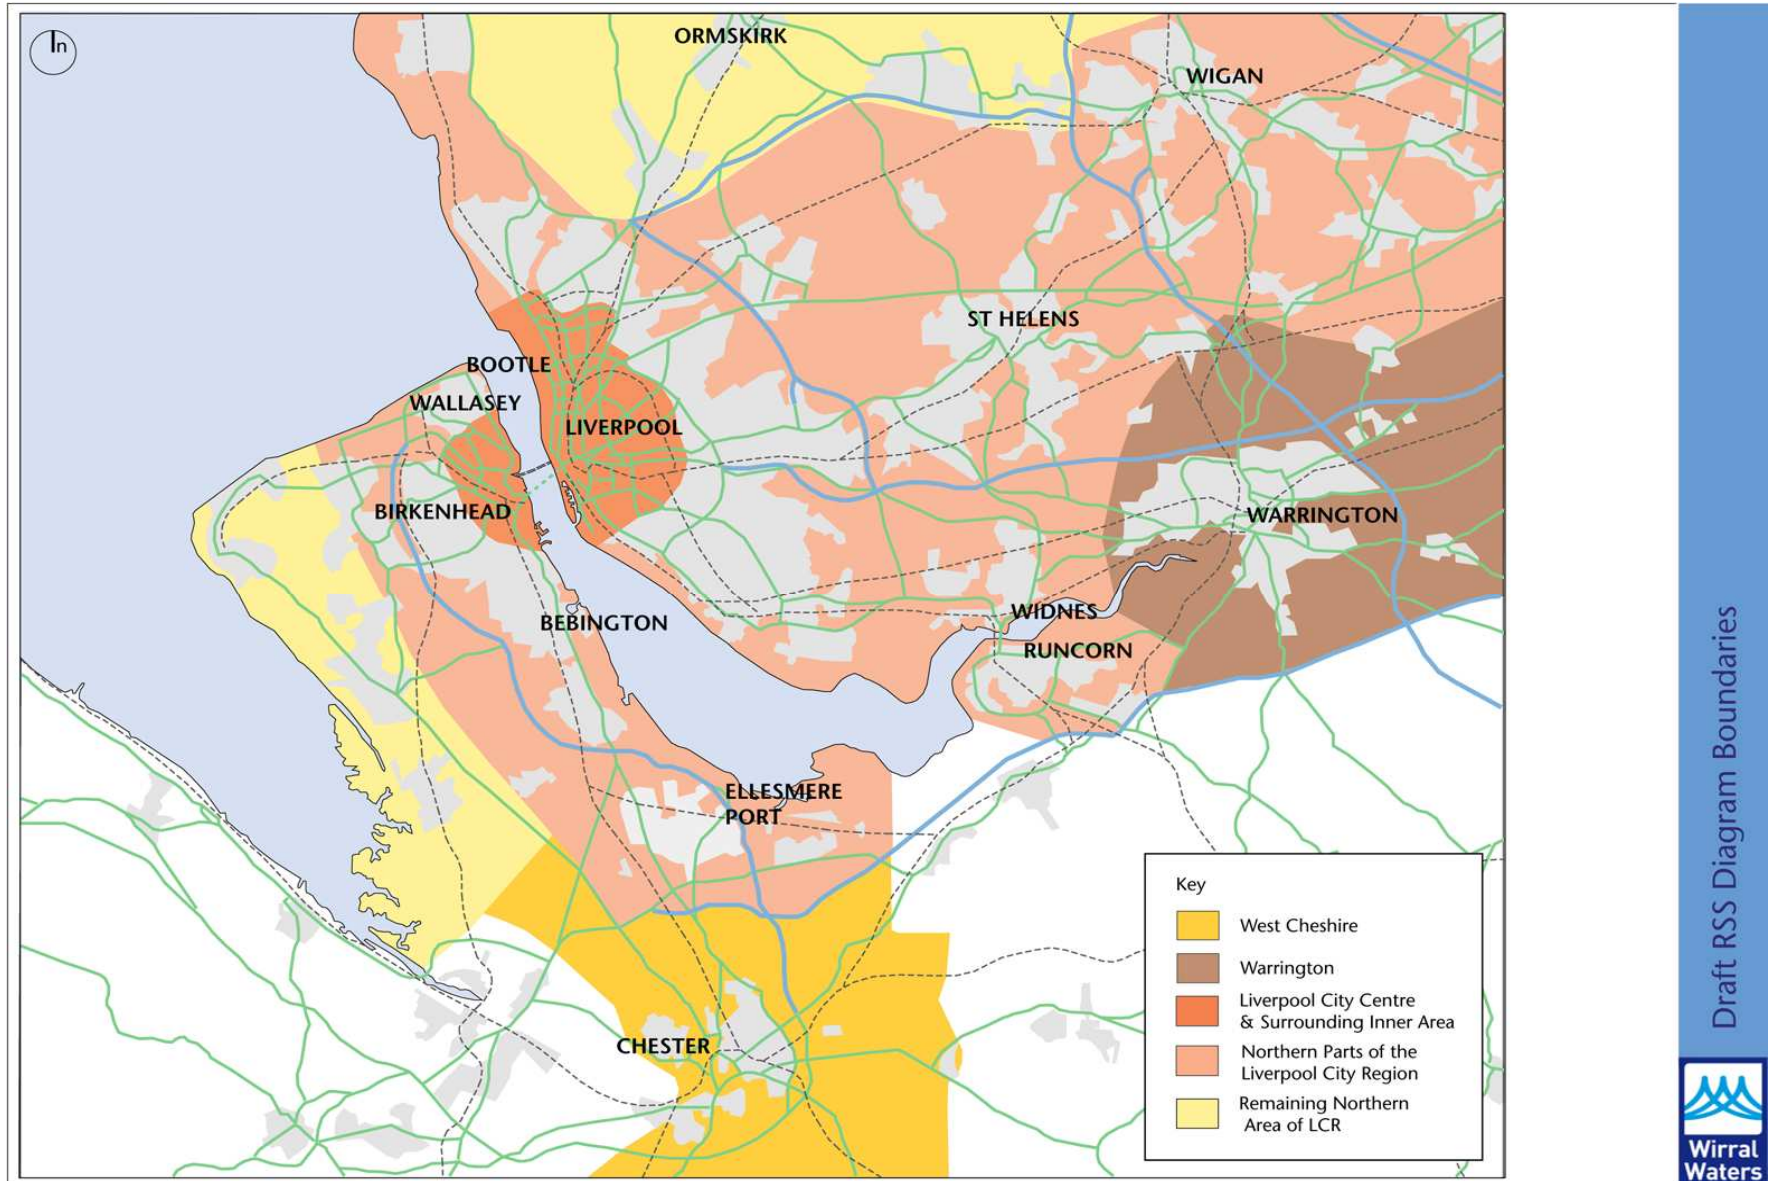 n
ORMSKIRK
WIGAN
ST HELENS
BOOTLE
WALLASEY
LIVERPOOL
BIRKENHEAD
WARRINGTON
WIDNES
BEBINGTON
RUNCORN
ELLESMERE
PORT
CHESTER
Key
West Cheshire
Warrington
Liverpool City Centre
& Surrounding Inner Area
Northern Parts of the
Liverpool City Region
Remaining Northern
Area of LCR
Draft RSS Diagram Boundaries
Wirral
Waters